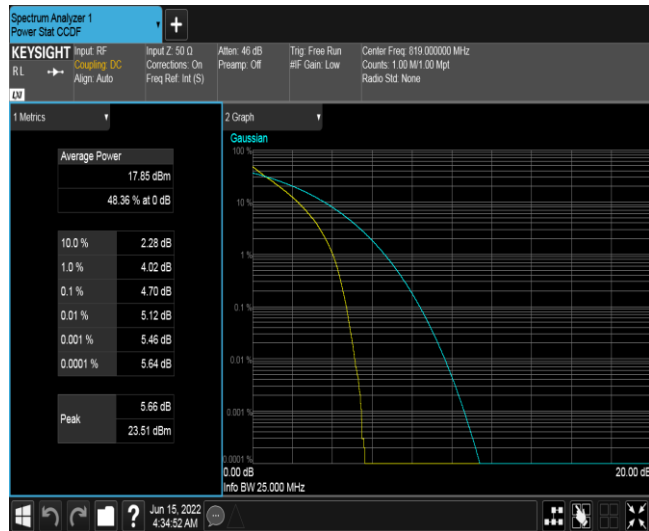 Spectrum Analyzer 1
Power Stat CCDF
+
KEYSIGHT
RL
LXI
Input: RF
Coupling: DC
Align: Auto
Input Z: 50 Ω
Corrections: On
Freq Ref: Int (S)
Atten: 46 dB
Preamp: Off
Trig: Free Run
#IF Gain: Low
Center Freq: 819.000000 MHz
Counts: 1.00 M/1.00 Mpt
Radio Std: None
1 Metrics
Average Power
17.85 dBm
48.36 % at 0 dB
10.0 % 2.28 dB
1.0 % 4.02 dB
0.1 % 4.70 dB
0.01 % 5.12 dB
0.001 % 5.46 dB
0.0001 % 5.64 dB
Peak
5.66 dB
23.51 dBm
2 Graph
Gaussian
100 %
10 %
1 %
0.1 %
0.01 %
0.001 %
0.0001 %
0.00 dB
20.00 dB
Info BW 25.000 MHz
?
Jun 15, 2022
4:34:52 AM